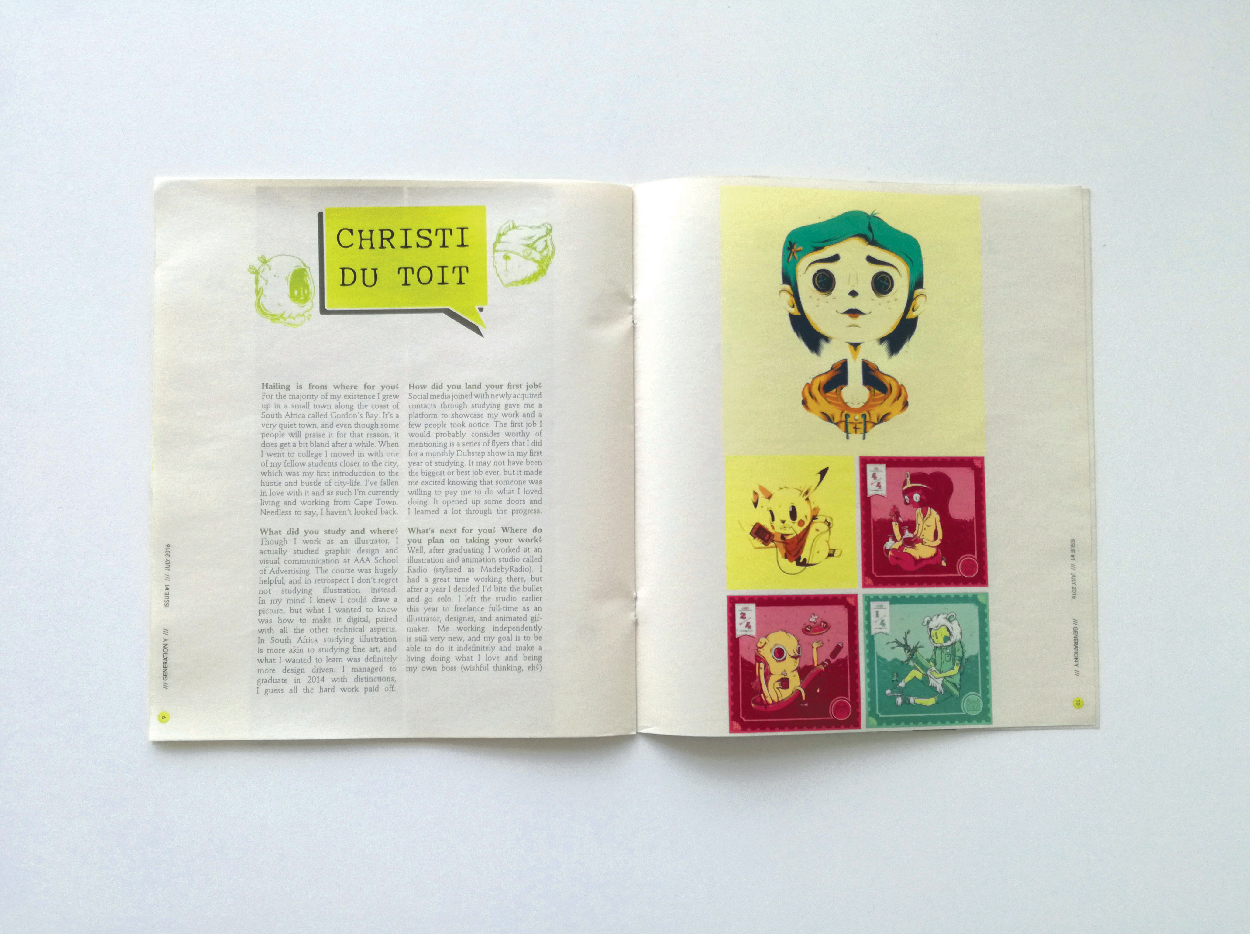 CHRISTI
DU TOIT
Hailing is from where for you?
For the majority of my existence I grew
up in a small town along the coast of
South Africa called Gordon's Bay. It's a
very quiet town, and even though some
people will praise it for that reason, it
does get a bit bland after a while. When
I went to college I moved in with one
of my fellow students closer to the city,
which was my first introduction to the
hustle and bustle of city-life. I've fallen
in love with it and as such I'm currently
living and working from Cape Town.
Needless to say, I haven't looked back.
What did you study and where?
Though I work as an illustrator, I
actually studied graphic design and
visual communication at AAA School
of Advertising. The course was hugely
helpful, and in retrospect I don't regret
not studying illustration instead.
In my mind I knew I could draw a
picture, but what I wanted to know
was how to make it digital, paired
with all the other technical aspects.
In South Africa studying illustration
is more akin to studying fine art, and
what I wanted to learn was definitely
more design driven. I managed to
graduate in 2014 with distinctions,
I guess all the hard work paid off.
How did you land your first job?
Social media joined with newly acquired
contacts through studying gave me a
platform to showcase my work and a
few people took notice. The first job I
would probably consider worthy of
mentioning is a series of flyers that I did
for a monthly Dubstep show in my first
year of studying. It may not have been
the biggest or best job ever, but it made
me excited knowing that someone was
willing to pay me to do what I loved
doing. It opened up some doors and
I learned a lot through the progress.
What's next for you? Where do
you plan on taking your work?
Well, after graduating I worked at an
illustration and animation studio called
Radio (stylized as MadebyRadio). I
had a great time working there, but
after a year I decided I'd bite the bullet
and go solo. I left the studio earlier
this year to freelance full-time as an
illustrator, designer, and animated gif-
maker. Me working independently
is still very new, and my goal is to be
able to do it indefinitely and make a
living doing what I love and being
my own boss (wishful thinking, eh?)
/// GENERATION Y /// ISSUE #1 /// JULY 2016
4/4
2/4
1/4
ISSUE #1 /// JULY 2016 /// GENERATION Y ///